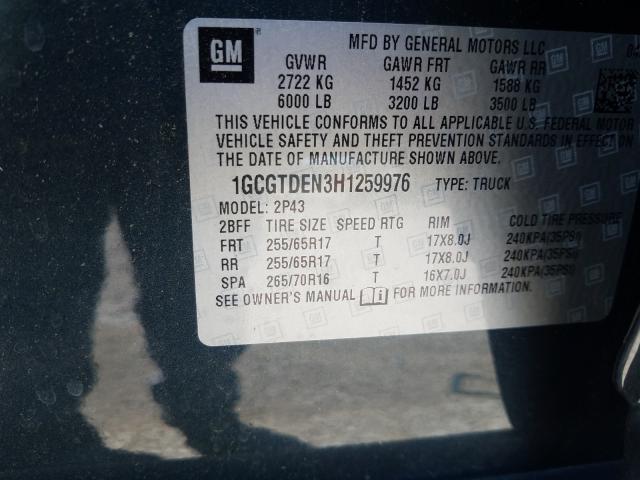 GM
MFD BY GENERAL MOTORS LLC
GVWR GAWR FRT GAWR RR
2722 KG 1452 KG 1588 KG
6000 LB 3200 LB 3500 LB
THIS VEHICLE CONFORMS TO ALL APPLICABLE U.S. FEDERAL MOTOR
VEHICLE SAFETY AND THEFT PREVENTION STANDARDS IN EFFECT ON
THE DATE OF MANUFACTURE SHOWN ABOVE.
1GCGTDEN3H1259976 TYPE: TRUCK
MODEL: 2P43
2BFF TIRE SIZE SPEED RTG RIM COLD TIRE PRESSURE
FRT 255/65R17 T 17X8.0J 240KPA(35PSI)
RR 255/65R17 T 17X8.0J 240KPA(35PSI)
SPA 265/70R16 T 16X7.0J 240KPA(35PSI)
SEE OWNER'S MANUAL FOR MORE INFORMATION.